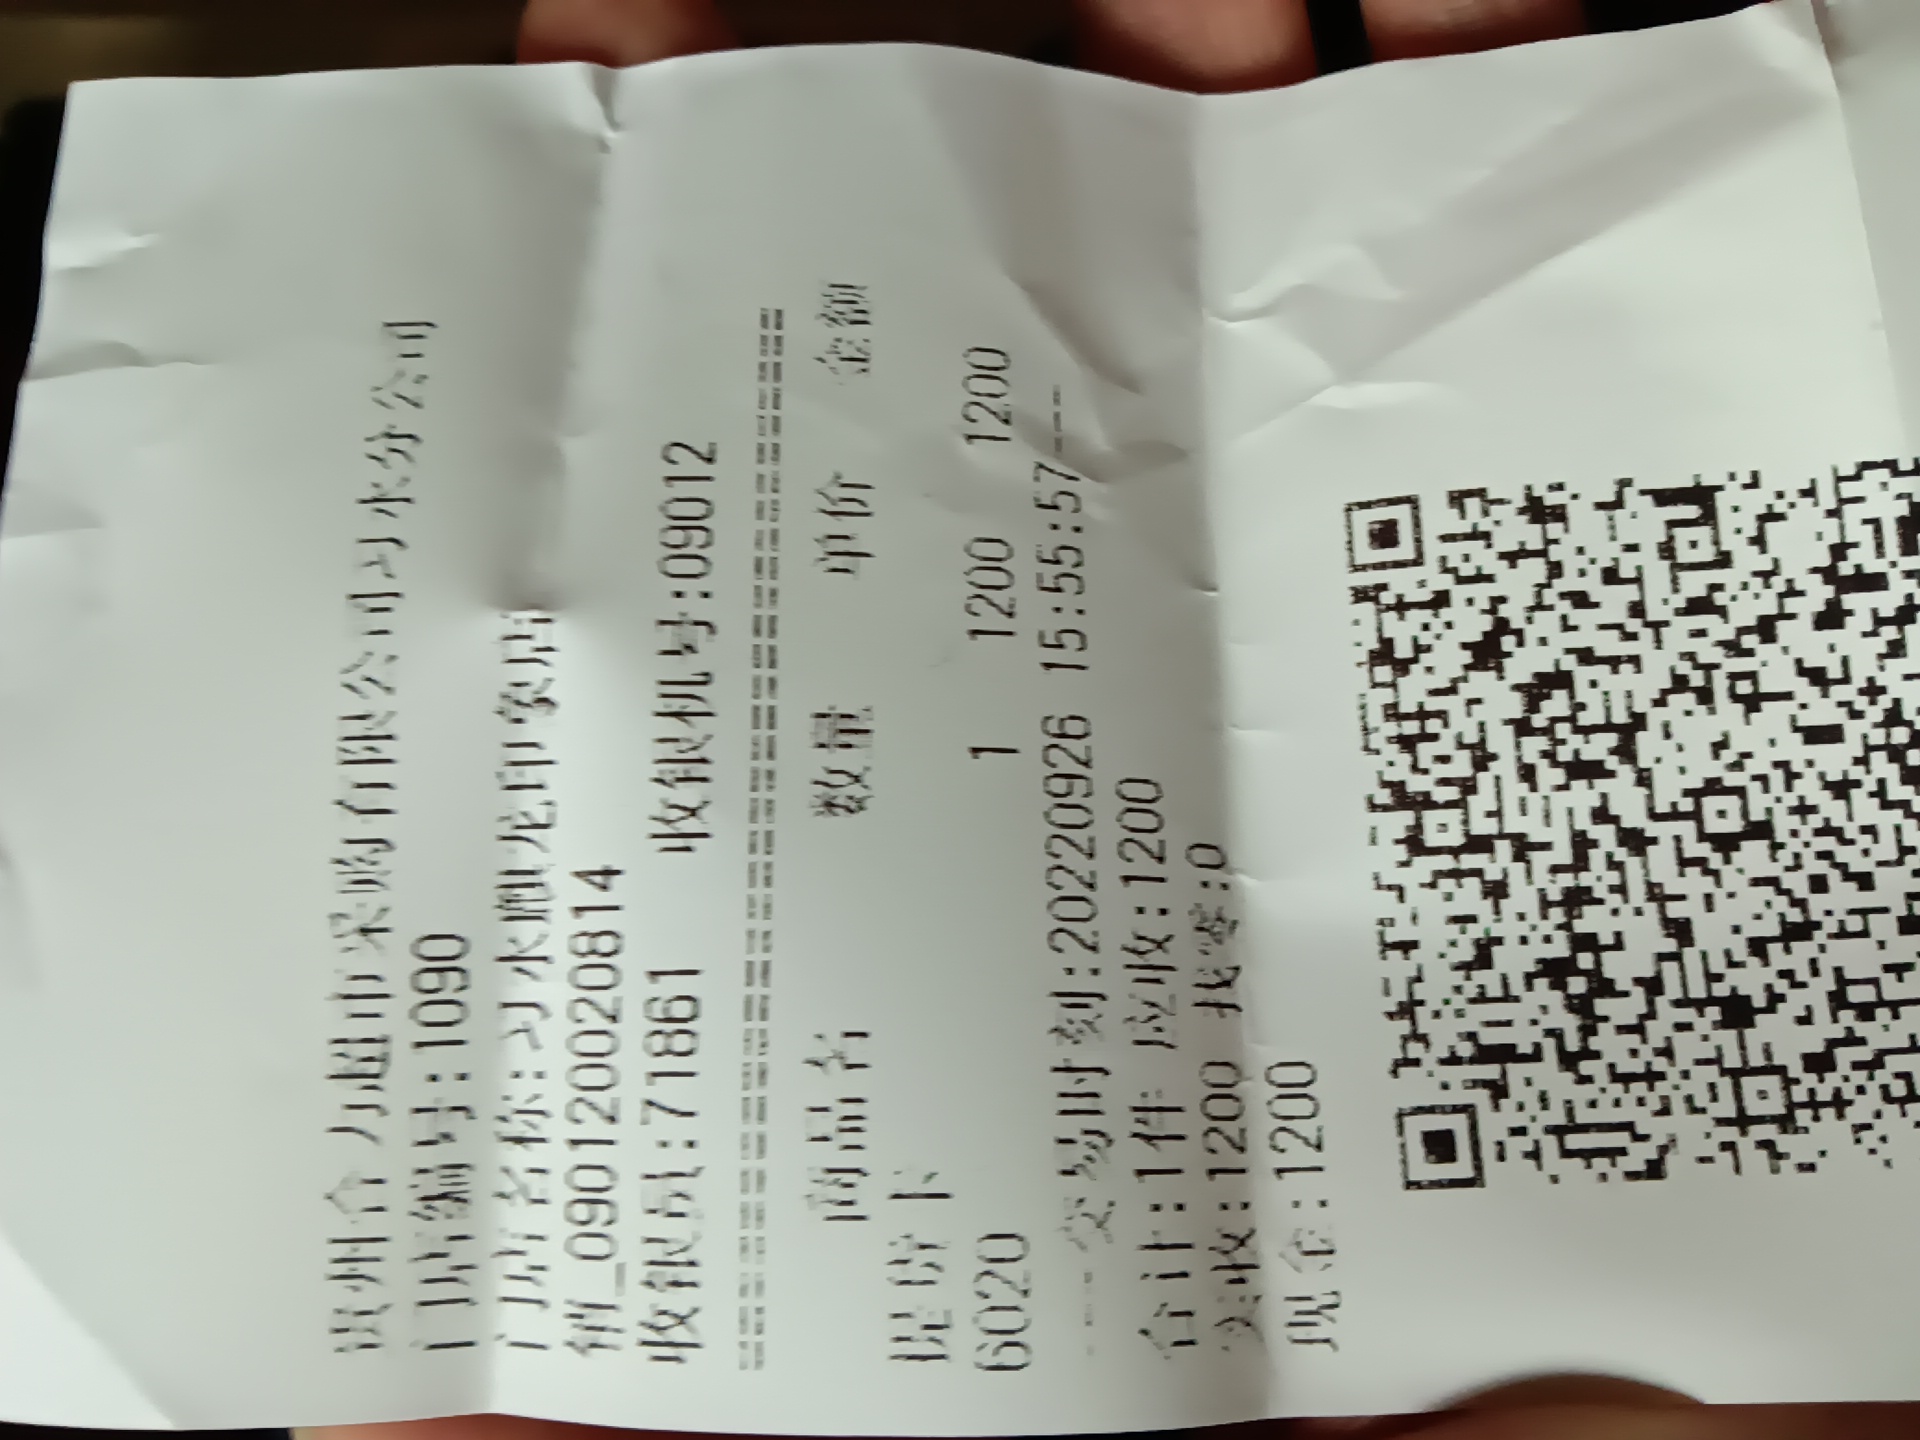 贵州合力超市采购有限公司习水分公司
门店编号:1090
门店名称:习水府龙印象店
销_0901200020814
收银员:71861 收银机号:09012
商品名 数量 单价 金额
提货卡
6020 1 1200 1200
----交易时刻:20220926 15:55:57----
合计:1件 应收:1200
实收:1200 找零:0
现金:1200